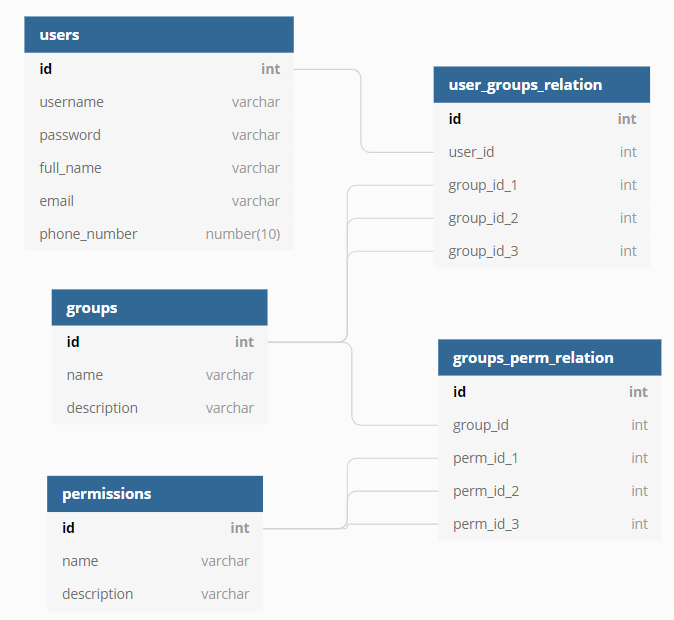 users
id int
username varchar
password varchar
full_name varchar
email varchar
phone_number number(10)
user_groups_relation
id int
user_id int
group_id_1 int
group_id_2 int
group_id_3 int
groups
id int
name varchar
description varchar
groups_perm_relation
id int
group_id int
perm_id_1 int
perm_id_2 int
perm_id_3 int
permissions
id int
name varchar
description varchar